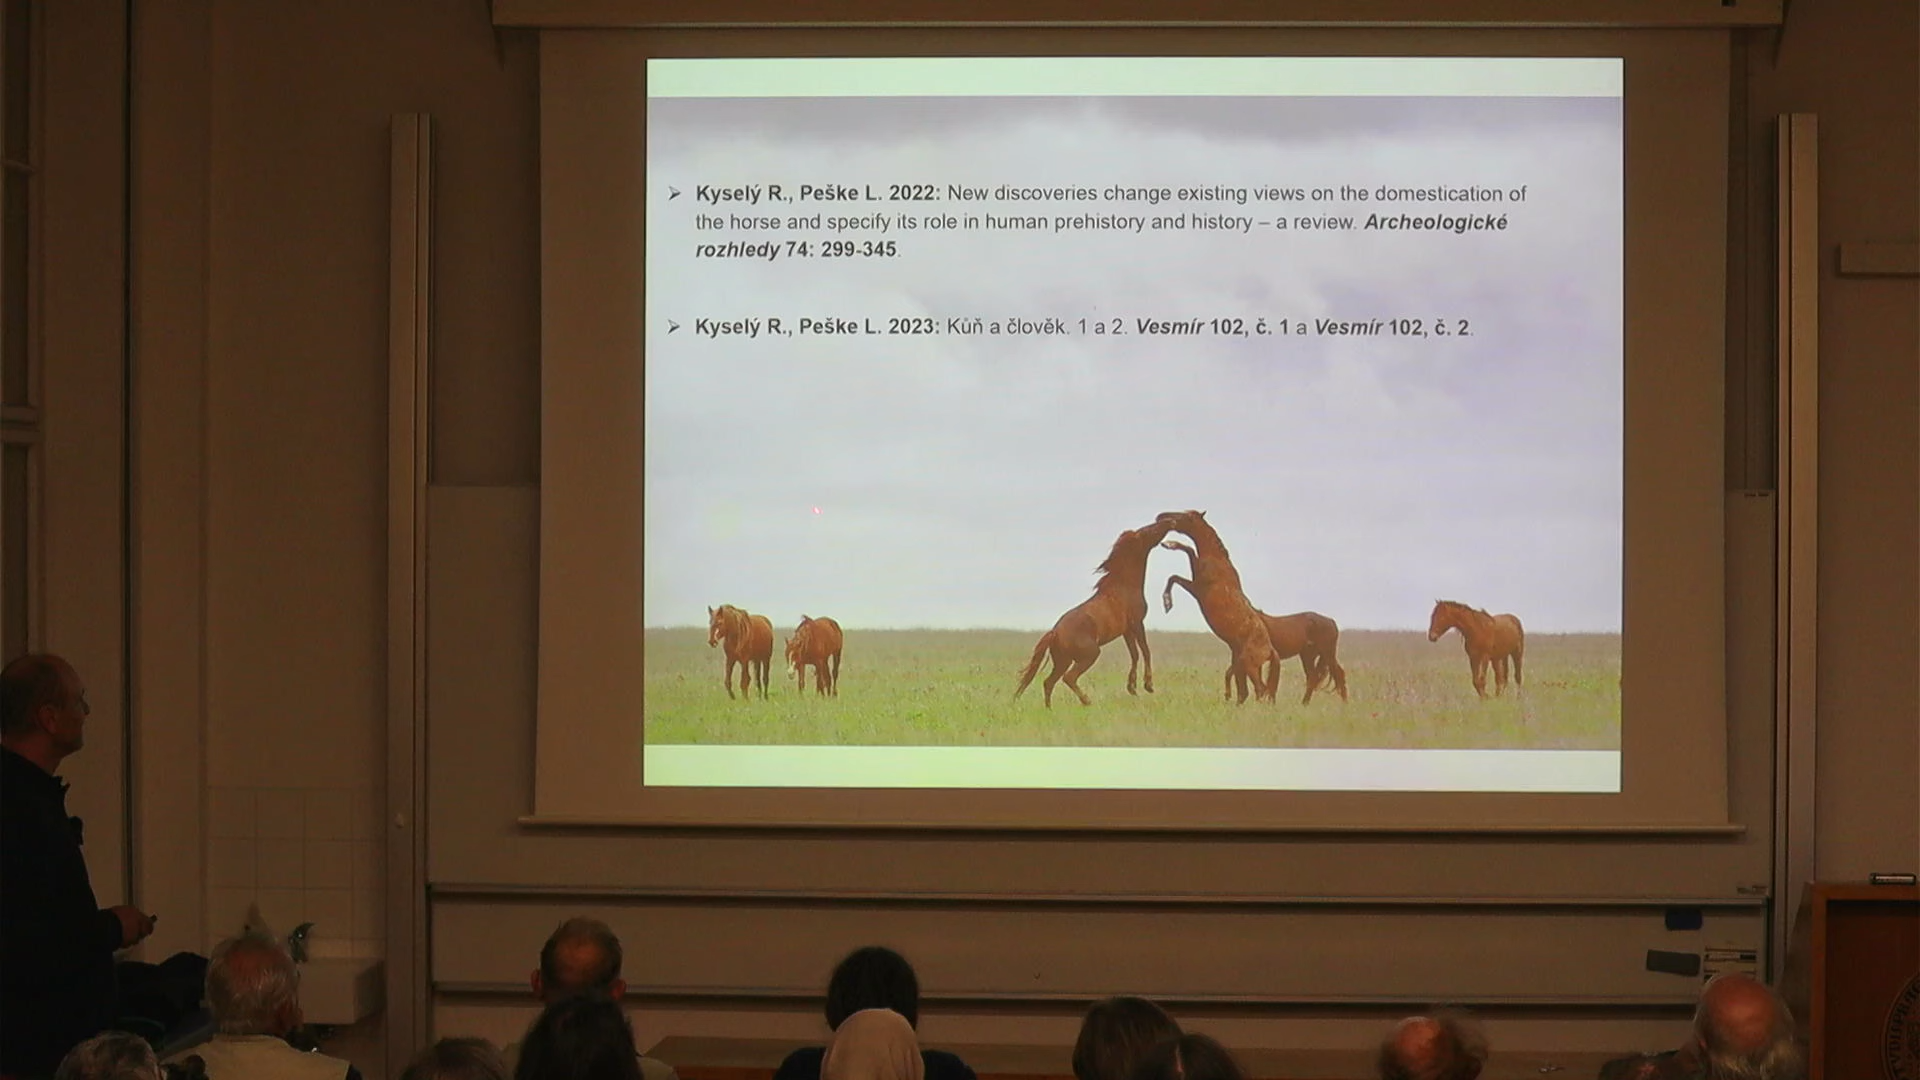 ➢ Kyselý R., Peške L. 2022: New discoveries change existing views on the domestication of
the horse and specify its role in human prehistory and history – a review. Archeologické
rozhledy 74: 299-345.
➢ Kyselý R., Peške L. 2023: Kůň a člověk. 1 a 2. Vesmír 102, č. 1 a Vesmír 102, č. 2.